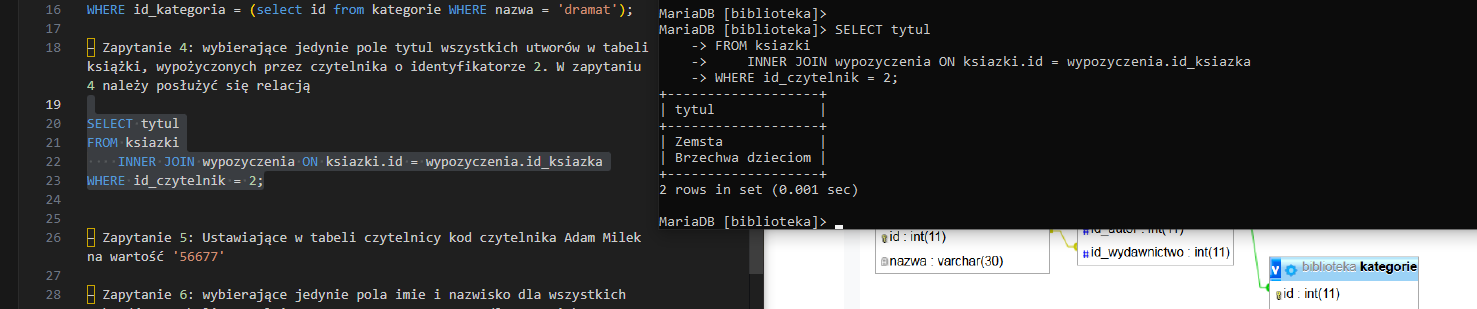 16 WHERE id_kategoria = (select id from kategorie WHERE nazwa = 'dramat');
17
18 – Zapytanie 4: wybierające jedynie pole tytul wszystkich utworów w tabeli
książki, wypożyczonych przez czytelnika o identyfikatorze 2. W zapytaniu
4 należy posłużyć się relacją
19
20 SELECT tytul
21 FROM ksiazki
22 INNER JOIN wypozyczenia ON ksiazki.id = wypozyczenia.id_ksiazka
23 WHERE id_czytelnik = 2;
24
25
26 – Zapytanie 5: Ustawiające w tabeli czytelnicy kod czytelnika Adam Milek
na wartość '56677'
27
28 – Zapytanie 6: wybierające jedynie pola imie i nazwisko dla wszystkich
MariaDB [biblioteka]>
MariaDB [biblioteka]> SELECT tytul
-> FROM ksiazki
-> INNER JOIN wypozyczenia ON ksiazki.id = wypozyczenia.id_ksiazka
-> WHERE id_czytelnik = 2;
+--------------------+
| tytul |
+--------------------+
| Zemsta |
| Brzechwa dzieciom |
+--------------------+
2 rows in set (0.001 sec)
MariaDB [biblioteka]>
id : int(11)
nazwa : varchar(30)
id_autor : int(11)
id_wydawnictwo : int(11)
v biblioteka kategorie
id : int(11)